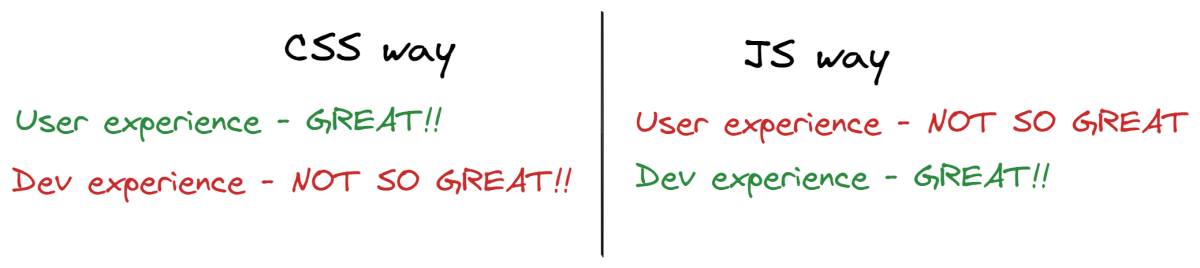 CSS way
User experience - GREAT!!
Dev experience - NOT SO GREAT!!
JS way
User experience - NOT SO GREAT
Dev experience - GREAT!!